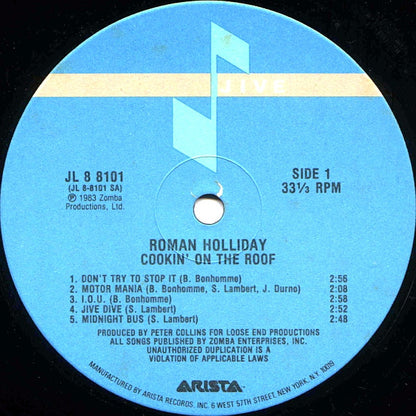 JIVE
JL 8 8101
(JL 8-8101 SA)
℗ 1983 Zomba
Productions, Ltd.
SIDE 1
33⅓ RPM
ROMAN HOLLIDAY
COOKIN' ON THE ROOF
1. DON'T TRY TO STOP IT (B. Bonhomme) 2:56
2. MOTOR MANIA (B. Bonhomme, S. Lambert, J. Durno) 2:08
3. I.O.U. (B. Bonhomme) 2:58
4. JIVE DIVE (S. Lambert) 2:52
5. MIDNIGHT BUS (S. Lambert) 2:48
PRODUCED BY PETER COLLINS FOR LOOSE END PRODUCTIONS
ALL SONGS PUBLISHED BY ZOMBA ENTERPRISES, INC.
UNAUTHORIZED DUPLICATION IS A
VIOLATION OF APPLICABLE LAWS
ARISTA
MANUFACTURED BY ARISTA RECORDS, INC. 6 WEST 57TH STREET, NEW YORK, N.Y. 10019